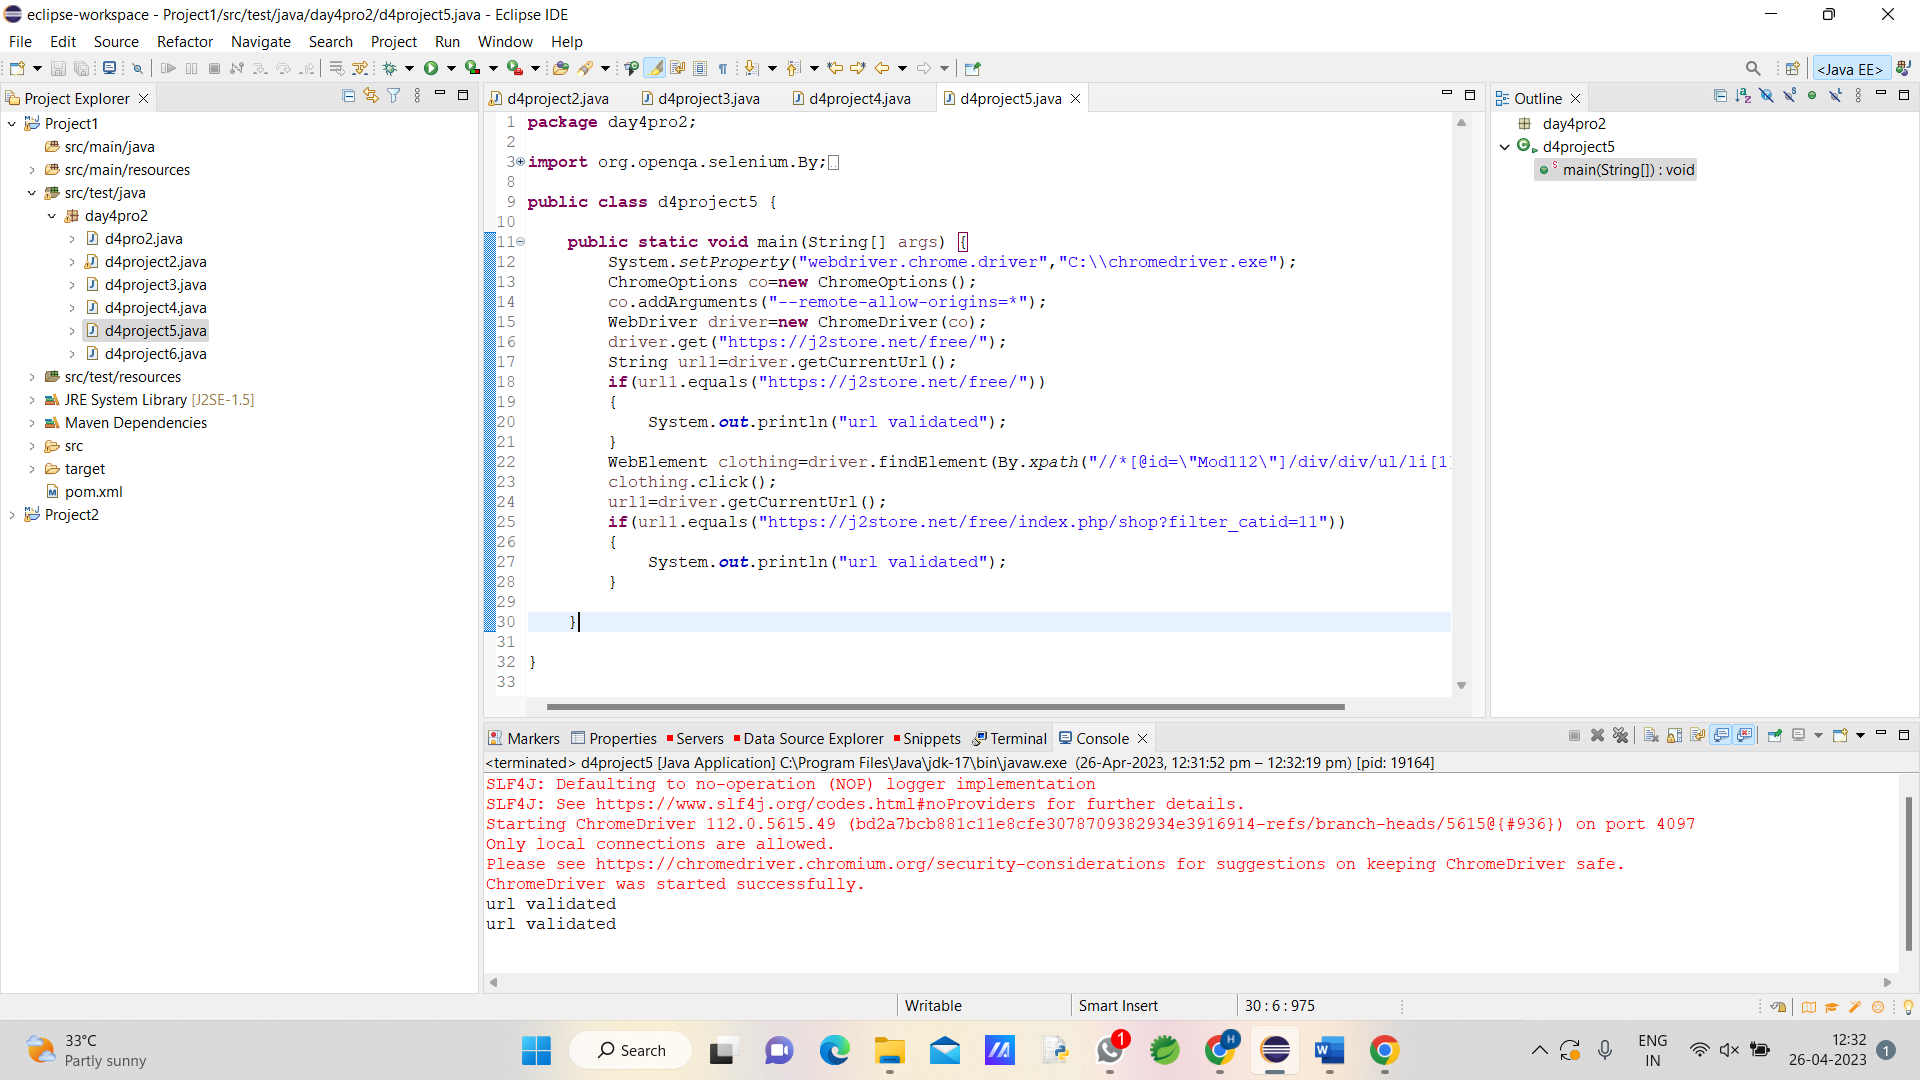 eclipse-workspace - Project1/src/test/java/day4pro2/d4project5.java - Eclipse IDE
File Edit Source Refactor Navigate Search Project Run Window Help
<Java EE>
Project Explorer
Project1
src/main/java
src/main/resources
src/test/java
day4pro2
d4pro2.java
d4project2.java
d4project3.java
d4project4.java
d4project5.java
d4project6.java
src/test/resources
JRE System Library [J2SE-1.5]
Maven Dependencies
src
target
pom.xml
Project2
d4project2.java d4project3.java d4project4.java d4project5.java
1 package day4pro2;
2
3 import org.openqa.selenium.By;
8
9 public class d4project5 {
10
11 public static void main(String[] args) {
12 System.setProperty("webdriver.chrome.driver","C:\\chromedriver.exe");
13 ChromeOptions co=new ChromeOptions();
14 co.addArguments("--remote-allow-origins=*");
15 WebDriver driver=new ChromeDriver(co);
16 driver.get("https://j2store.net/free/");
17 String url1=driver.getCurrentUrl();
18 if(url1.equals("https://j2store.net/free/"))
19 {
20 System.out.println("url validated");
21 }
22 WebElement clothing=driver.findElement(By.xpath("//*[@id=\"Mod112\"]/div/div/ul/li[1]
23 clothing.click();
24 url1=driver.getCurrentUrl();
25 if(url1.equals("https://j2store.net/free/index.php/shop?filter_catid=11"))
26 {
27 System.out.println("url validated");
28 }
29
30 }
31
32 }
33
Outline
day4pro2
d4project5
main(String[]) : void
Markers Properties Servers Data Source Explorer Snippets Terminal Console
<terminated> d4project5 [Java Application] C:\Program Files\Java\jdk-17\bin\javaw.exe (26-Apr-2023, 12:31:52 pm – 12:32:19 pm) [pid: 19164]
SLF4J: Defaulting to no-operation (NOP) logger implementation
SLF4J: See https://www.slf4j.org/codes.html#noProviders for further details.
Starting ChromeDriver 112.0.5615.49 (bd2a7bcb881c11e8cfe3078709382934e3916914-refs/branch-heads/5615@{#936}) on port 4097
Only local connections are allowed.
Please see https://chromedriver.chromium.org/security-considerations for suggestions on keeping ChromeDriver safe.
ChromeDriver was started successfully.
url validated
url validated
Writable Smart Insert 30 : 6 : 975
33°C
Partly sunny
Search
1
H
ENG
IN
12:32
26-04-2023
1